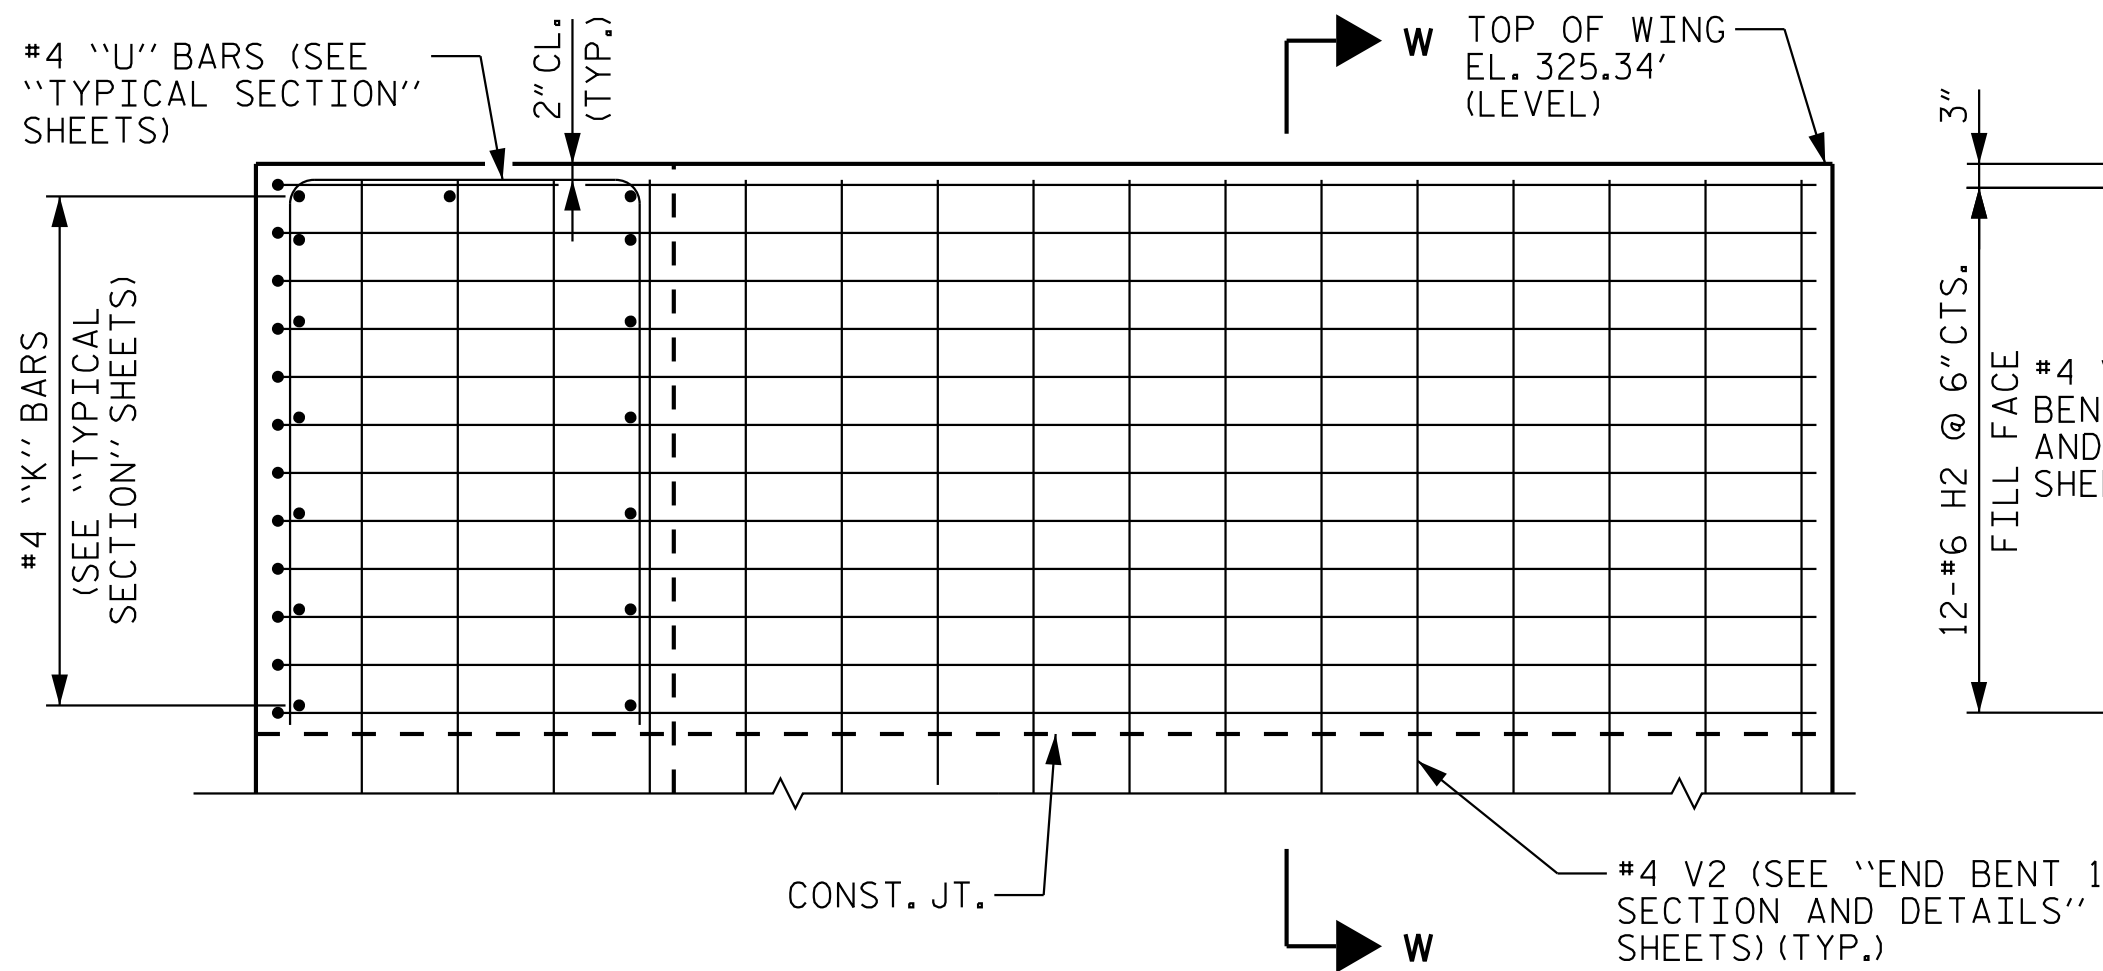 #4 “U” BARS (SEE
“TYPICAL SECTION”
SHEETS)
2” CL.
(TYP.)
W
TOP OF WING
EL. 325.34’
(LEVEL)
3”
#4 “K” BARS
(SEE “TYPICAL
SECTION” SHEETS)
12-#6 H2 @ 6” CTS.
FILL FACE
#4
BEN
AND
SHE
CONST. JT.
W
#4 V2 (SEE “END BENT 1
SECTION AND DETAILS”
SHEETS) (TYP.)